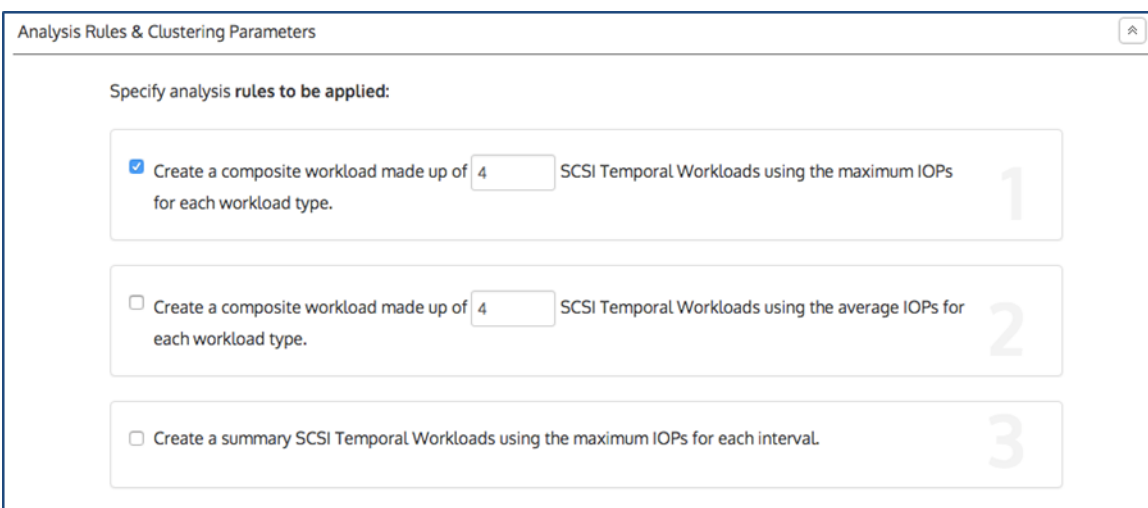 Analysis Rules & Clustering Parameters
Specify analysis rules to be applied:
Create a composite workload made up of 4 SCSI Temporal Workloads using the maximum IOPs
for each workload type.
1
Create a composite workload made up of 4 SCSI Temporal Workloads using the average IOPs for
each workload type.
2
Create a summary SCSI Temporal Workloads using the maximum IOPs for each interval.
3